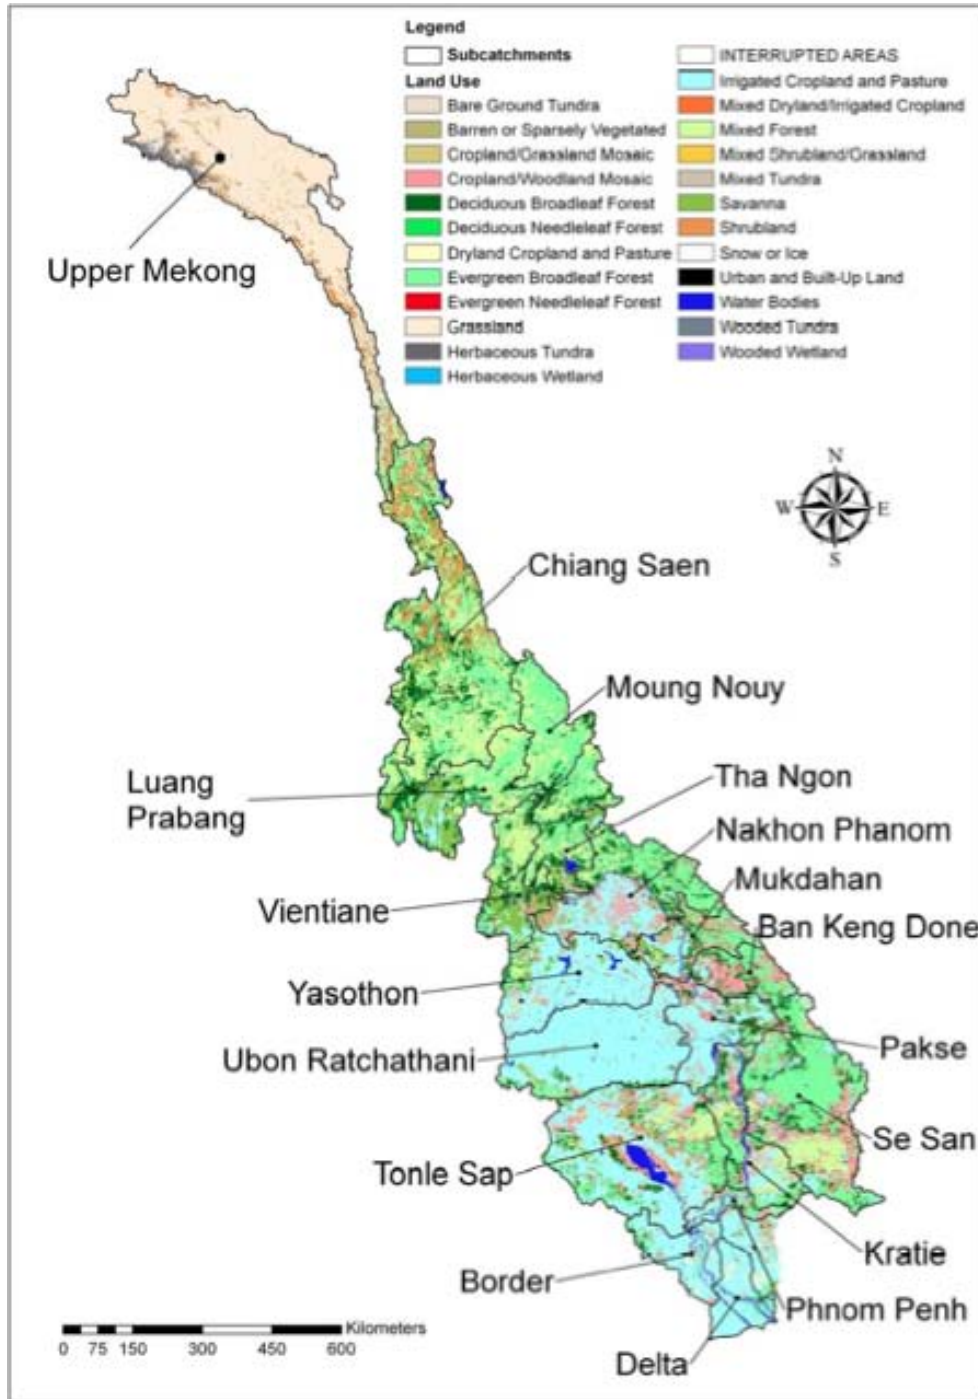 Legend
Subcatchments
Land Use
Bare Ground Tundra
Barren or Sparsely Vegetated
Cropland/Grassland Mosaic
Cropland/Woodland Mosaic
Deciduous Broadleaf Forest
Deciduous Needleleaf Forest
Dryland Cropland and Pasture
Evergreen Broadleaf Forest
Evergreen Needleleaf Forest
Grassland
Herbaceous Tundra
Herbaceous Wetland
INTERRUPTED AREAS
Irrigated Cropland and Pasture
Mixed Dryland/Irrigated Cropland
Mixed Forest
Mixed Shrubland/Grassland
Mixed Tundra
Savanna
Shrubland
Snow or Ice
Urban and Built-Up Land
Water Bodies
Wooded Tundra
Wooded Wetland
Upper Mekong
N
W E
S
Chiang Saen
Moung Nouy
Luang
Prabang
Tha Ngon
Nakhon Phanom
Mukdahan
Vientiane
Ban Keng Done
Yasothon
Ubon Ratchathani
Pakse
Se San
Tonle Sap
Kratie
Border
Phnom Penh
Delta
Kilometers
0 75 150 300 450 600